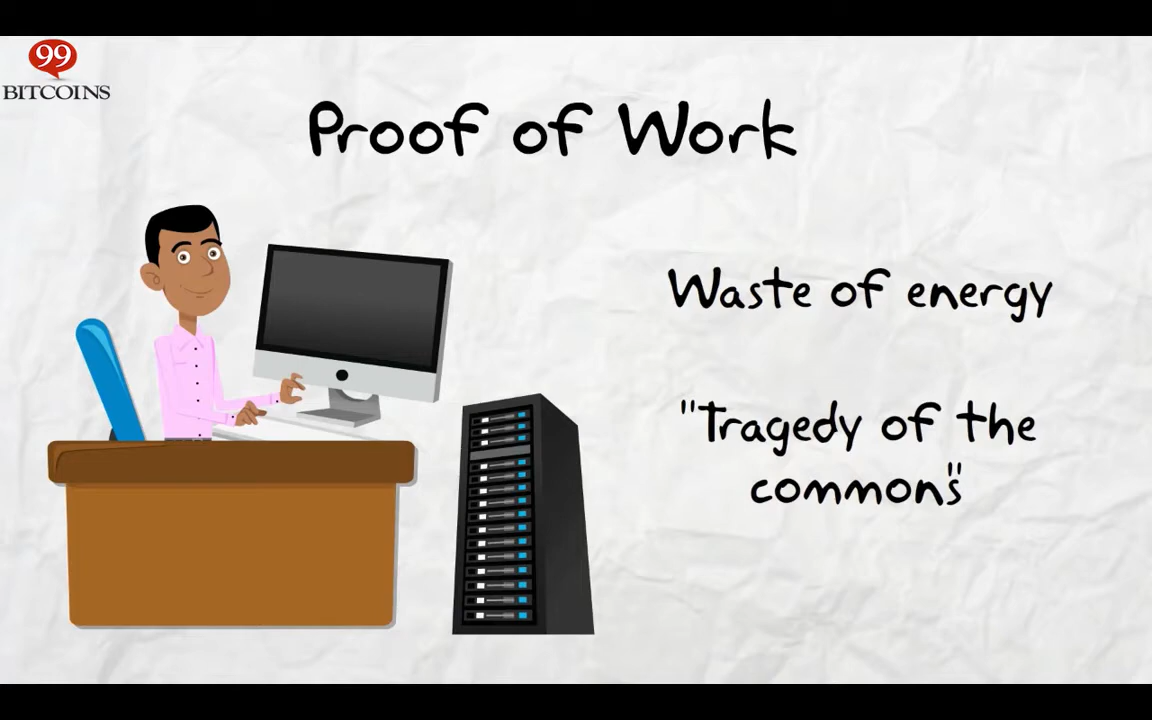 99
BITCOINS
Proof of Work
Waste of energy
"Tragedy of the
commons"